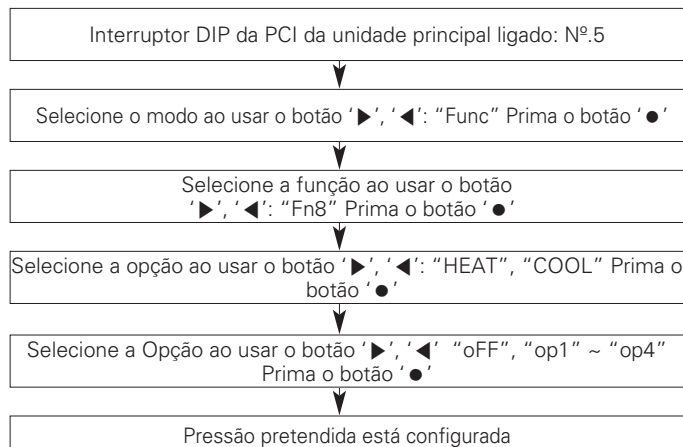 Interruptor DIP da PCI da unidade principal ligado: Nº.5
Selecione o modo ao usar o botão ‘▶’, ‘◀’: “Func” Prima o botão ‘●’
Selecione a função ao usar o botão
‘▶’, ‘◀’: “Fn8” Prima o botão ‘●’
Selecione a opção ao usar o botão ‘▶’, ‘◀’: “HEAT”, “COOL” Prima o
botão ‘●’
Selecione a Opção ao usar o botão ‘▶’, ‘◀’ “oFF”, “op1” ~ “op4”
Prima o botão ‘●’
Pressão pretendida está configurada